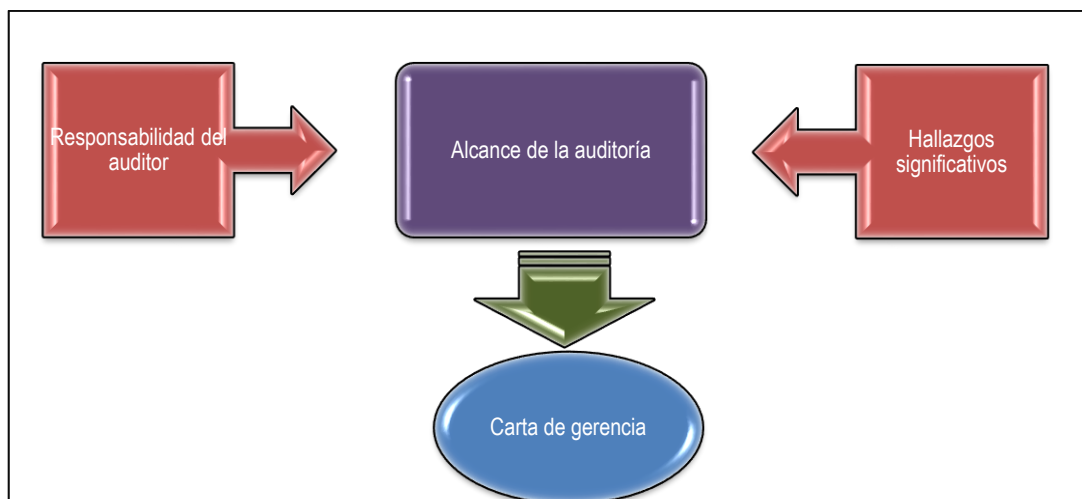 Responsabilidad del
auditor
Alcance de la auditoría
Hallazgos
significativos
Carta de gerencia